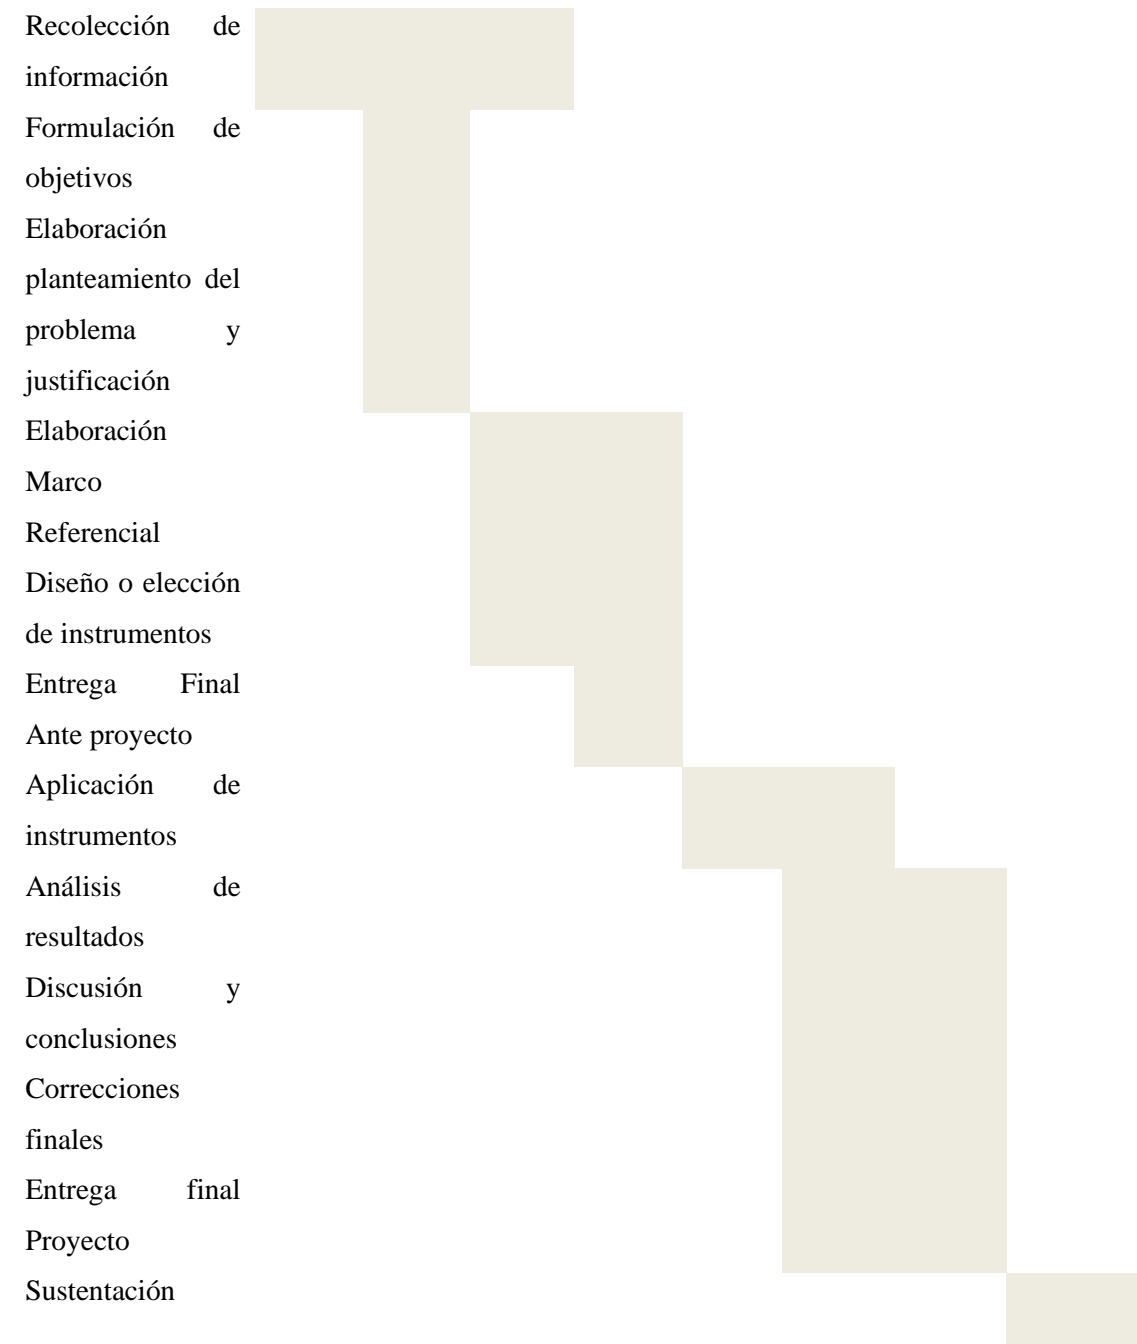 Recolección de
información
Formulación de
objetivos
Elaboración
planteamiento del
problema y
justificación
Elaboración
Marco
Referencial
Diseño o elección
de instrumentos
Entrega Final
Ante proyecto
Aplicación de
instrumentos
Análisis de
resultados
Discusión y
conclusiones
Correcciones
finales
Entrega final
Proyecto
Sustentación